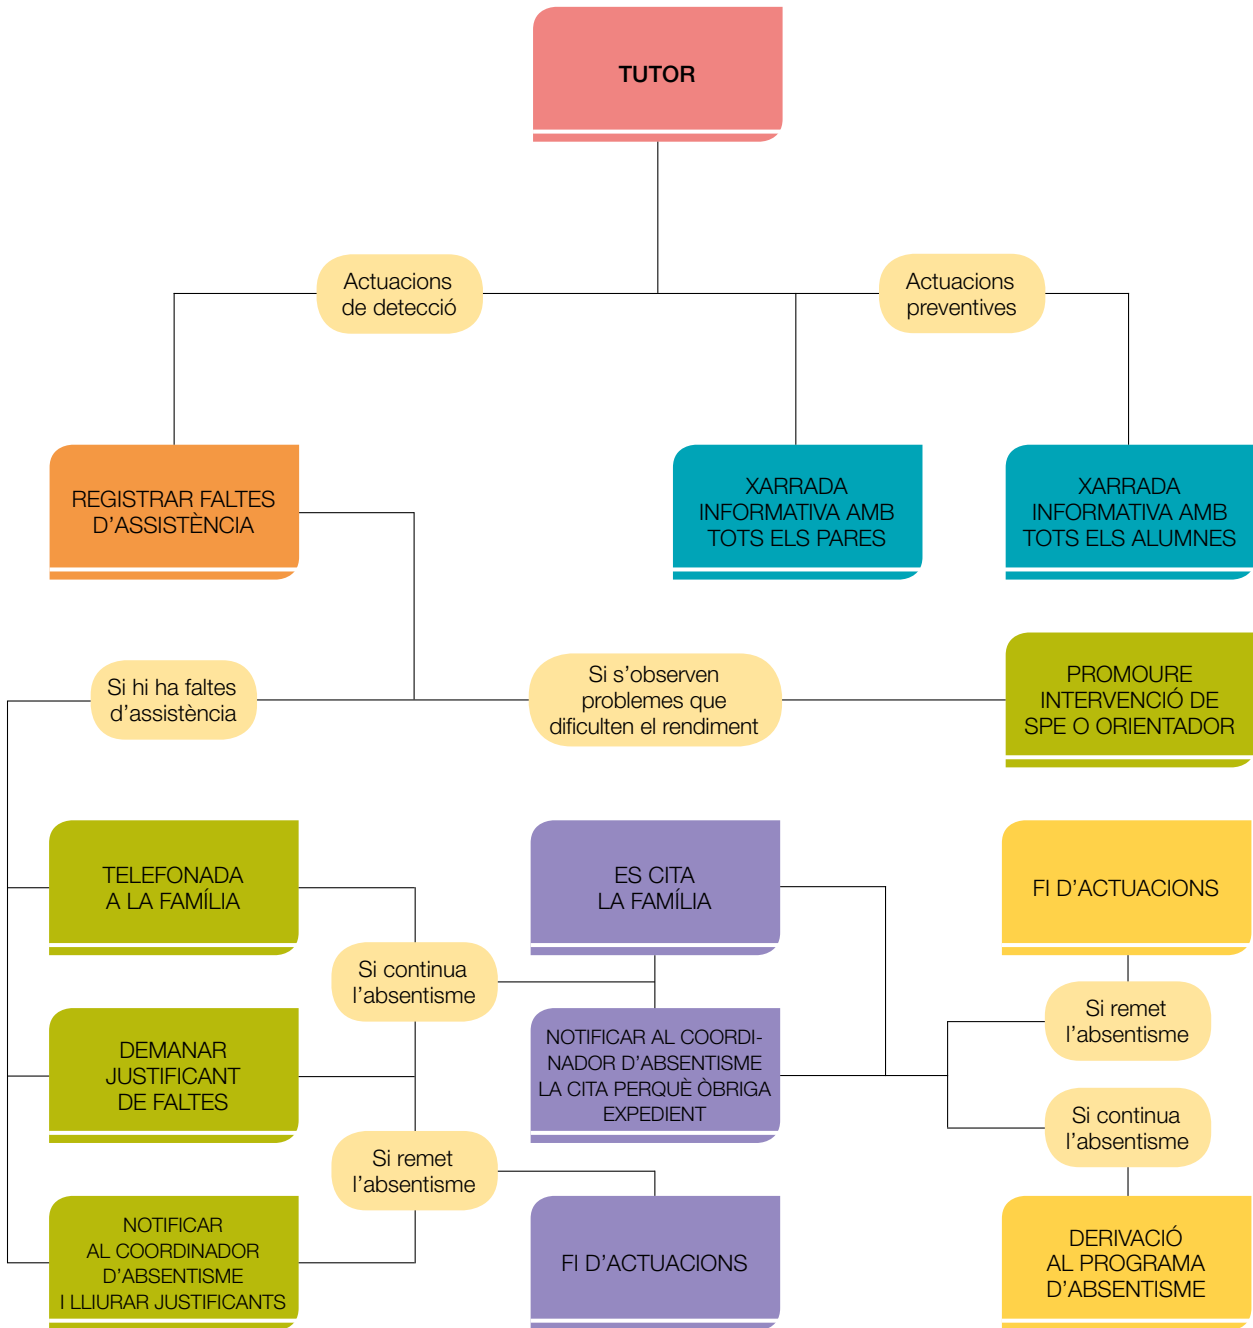 TUTOR
Actuacions
de detecció
Actuacions
preventives
REGISTRAR FALTES
D’ASSISTÈNCIA
XARRADA
INFORMATIVA AMB
TOTS ELS PARES
XARRADA
INFORMATIVA AMB
TOTS ELS ALUMNES
Si hi ha faltes
d’assistència
Si s’observen
problemes que
dificulten el rendiment
PROMOURE
INTERVENCIÓ DE
SPE O ORIENTADOR
TELEFONADA
A LA FAMÍLIA
ES CITA
LA FAMÍLIA
FI D’ACTUACIONS
Si continua
l’absentisme
Si remet
l’absentisme
DEMANAR
JUSTIFICANT
DE FALTES
NOTIFICAR AL COORDI-
NADOR D’ABSENTISME
LA CITA PERQUÈ ÒBRIGA
EXPEDIENT
Si continua
l’absentisme
Si remet
l’absentisme
NOTIFICAR
AL COORDINADOR
D’ABSENTISME
I LLIURAR JUSTIFICANTS
FI D’ACTUACIONS
DERIVACIÓ
AL PROGRAMA
D’ABSENTISME